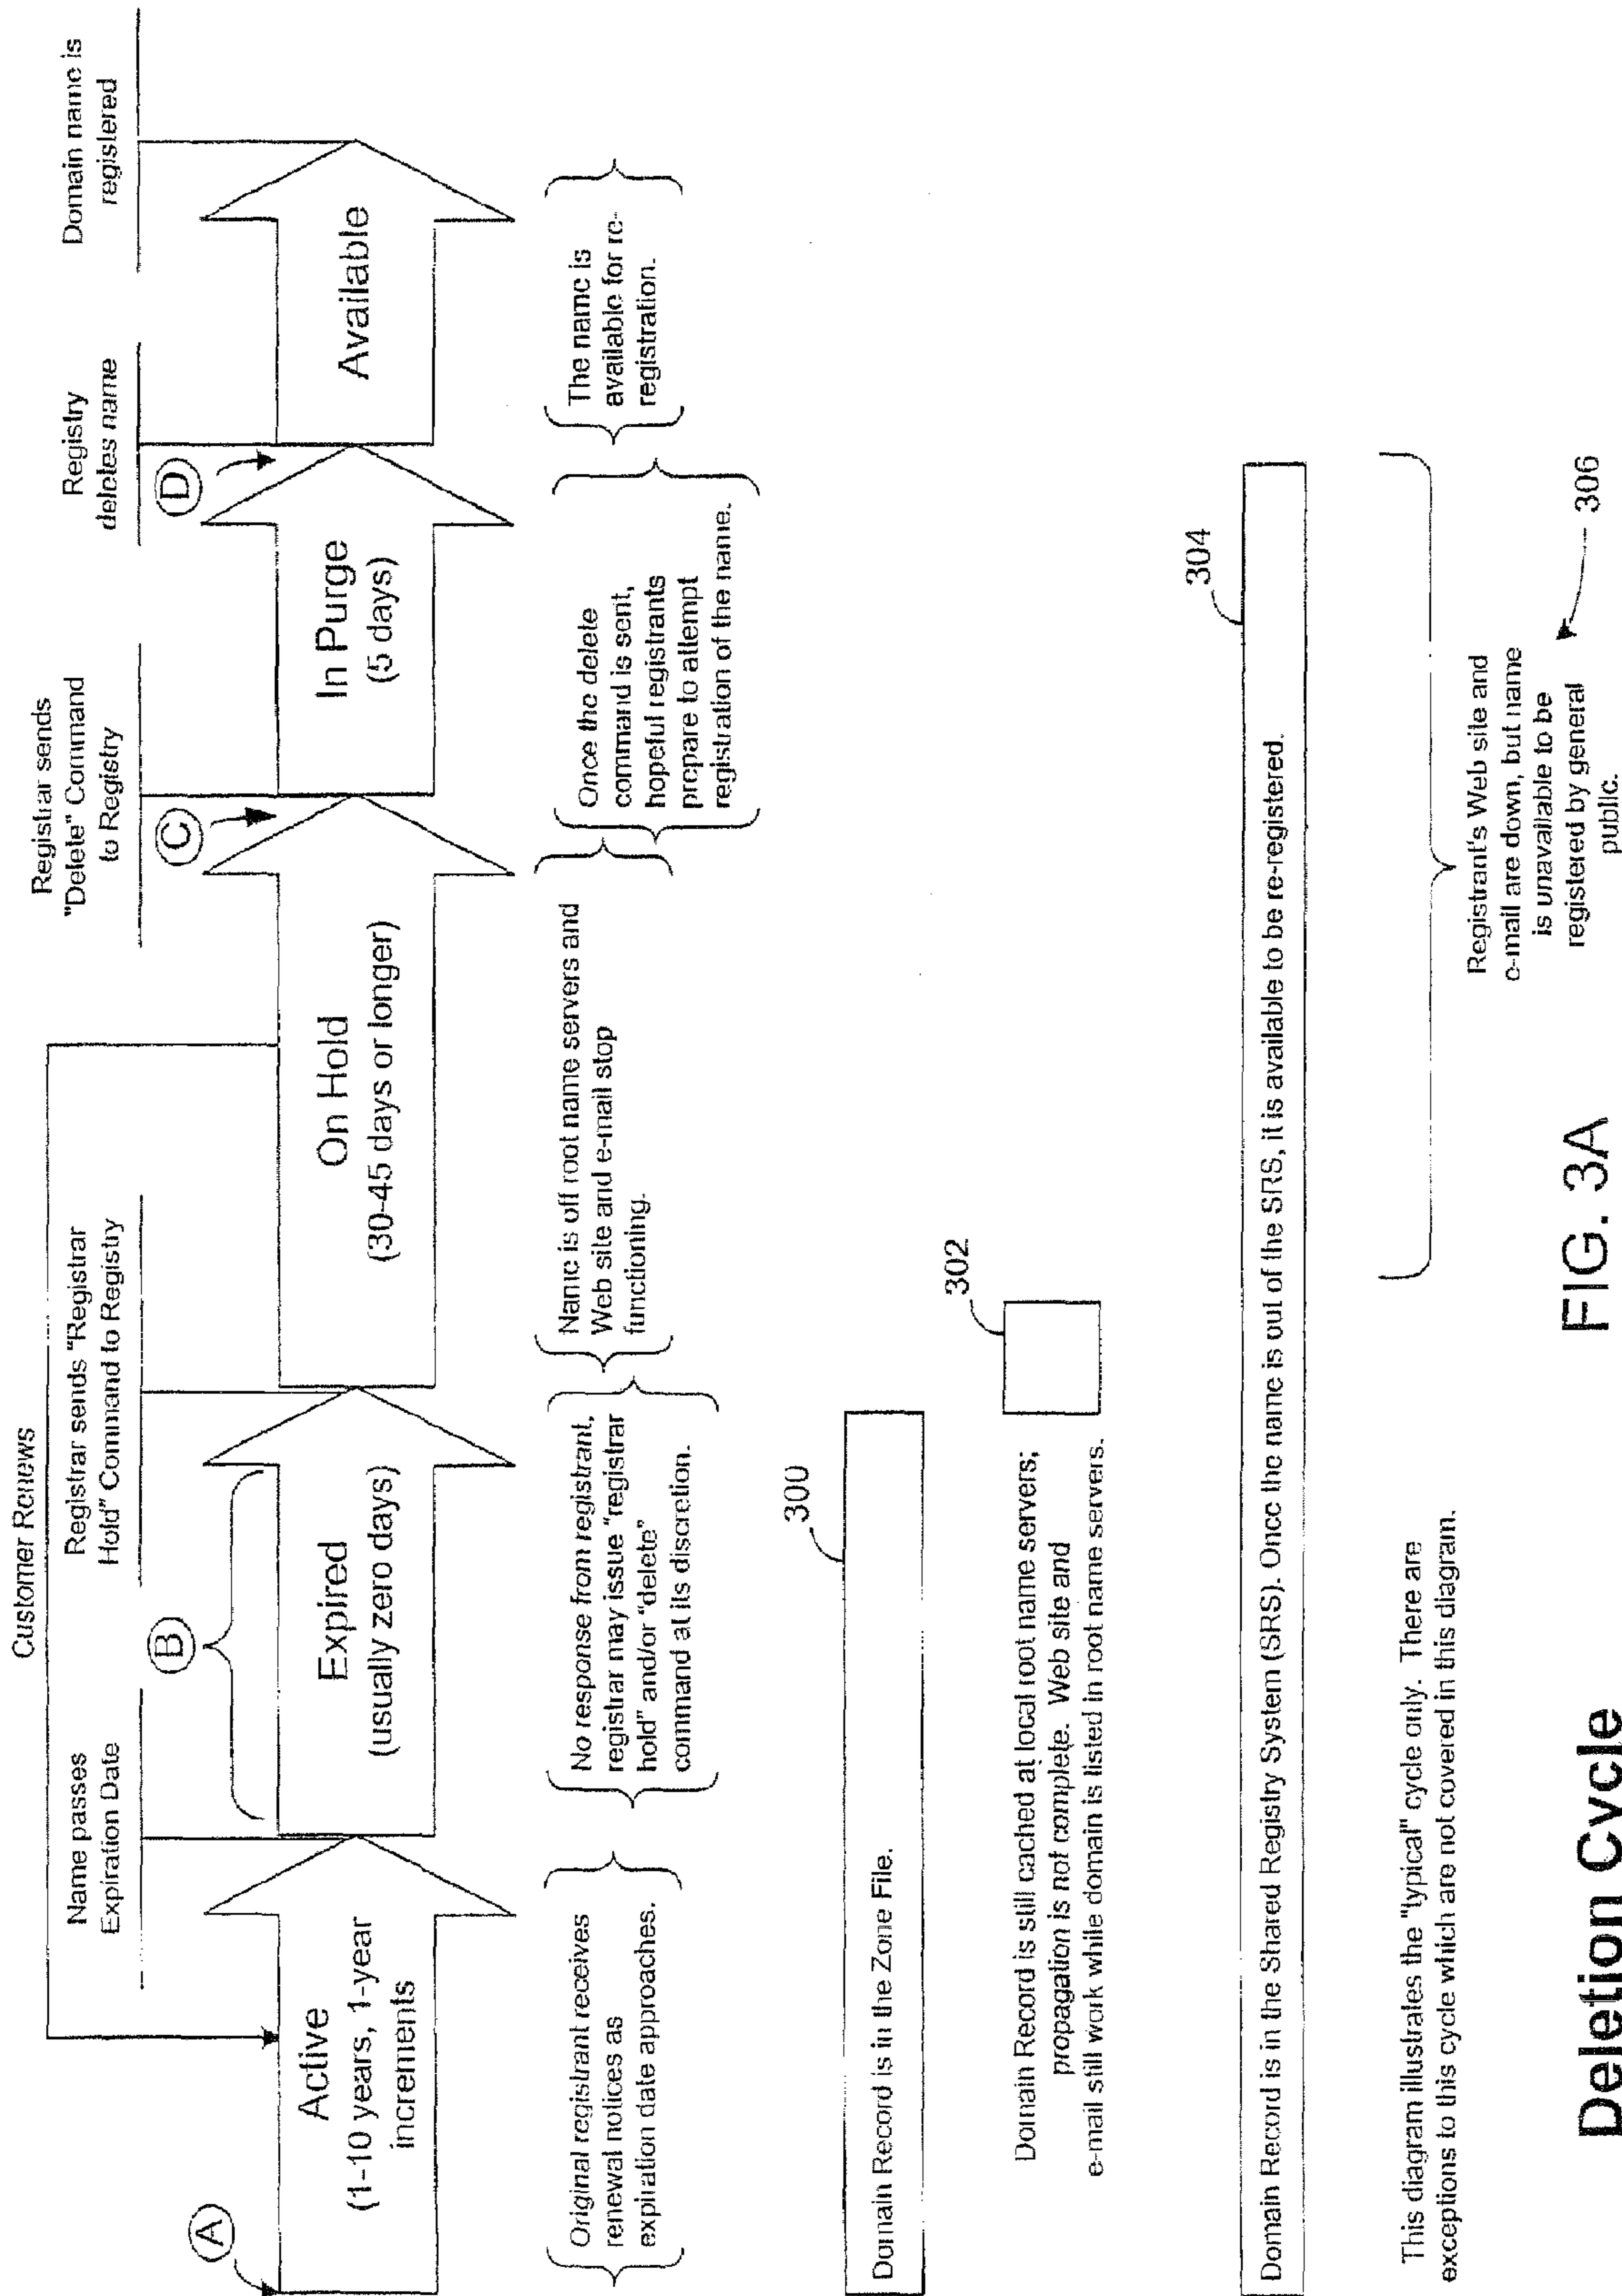 Customer Renews
Name passes
Expiration Date
Registrar sends "Registrar
Hold" Command to Registry
Registrar sends
"Delete" Command
to Registry
Registry
deletes name
Domain name is
registered
A
B
C
D
Active
(1-10 years, 1-year
increments
Expired
(usually zero days)
On Hold
(30-45 days or longer)
In Purge
(5 days)
Available
Original registrant receives
renewal notices as
expiration date approaches.
No response from registrant,
registrar may issue "registrar
hold" and/or "delete"
command at its discretion.
Name is off root name servers and
Web site and e-mail stop
functioning.
Once the delete
command is sent,
hopeful registrants
prepare to attempt
registration of the name.
The name is
available for re-
registration.
300
Domain Record is in the Zone File.
302
Domain Record is still cached at local root name servers;
propagation is not complete. Web site and
e-mail still work while domain is listed in root name servers.
304
Domain Record is in the Shared Registry System (SRS). Once the name is out of the SRS, it is available to be re-registered.
This diagram illustrates the "typical" cycle only. There are
exceptions to this cycle which are not covered in this diagram.
Registrant's Web site and
e-mail are down, but name
is unavailable to be
registered by general
public.
306
Deletion Cycle
FIG. 3A